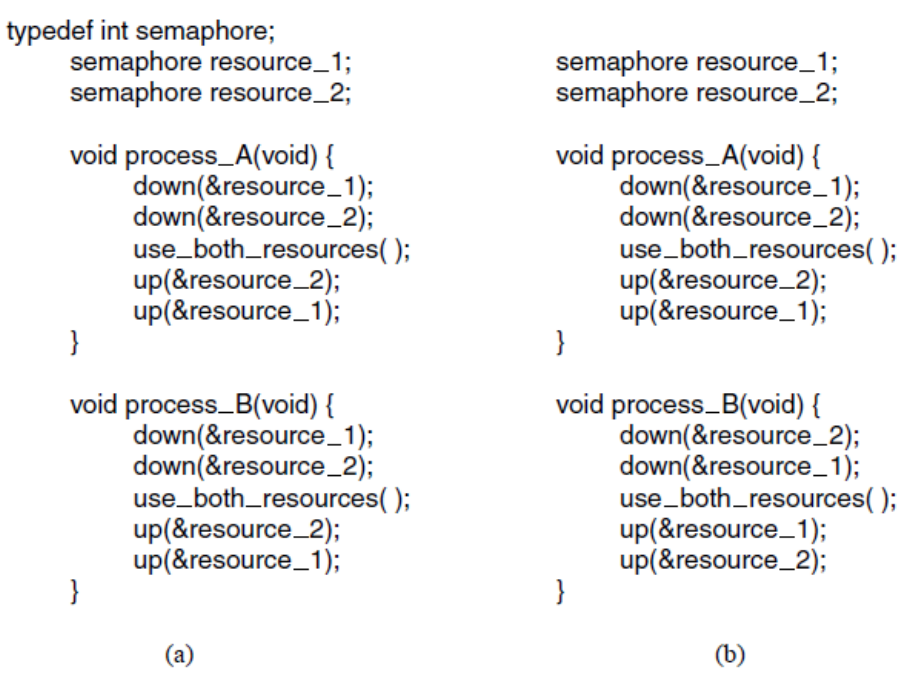 typedef int semaphore;
semaphore resource_1;
semaphore resource_2;
void process_A(void) {
down(&resource_1);
down(&resource_2);
use_both_resources( );
up(&resource_2);
up(&resource_1);
}
void process_B(void) {
down(&resource_1);
down(&resource_2);
use_both_resources( );
up(&resource_2);
up(&resource_1);
}
(a)
semaphore resource_1;
semaphore resource_2;
void process_A(void) {
down(&resource_1);
down(&resource_2);
use_both_resources( );
up(&resource_2);
up(&resource_1);
}
void process_B(void) {
down(&resource_2);
down(&resource_1);
use_both_resources( );
up(&resource_1);
up(&resource_2);
}
(b)